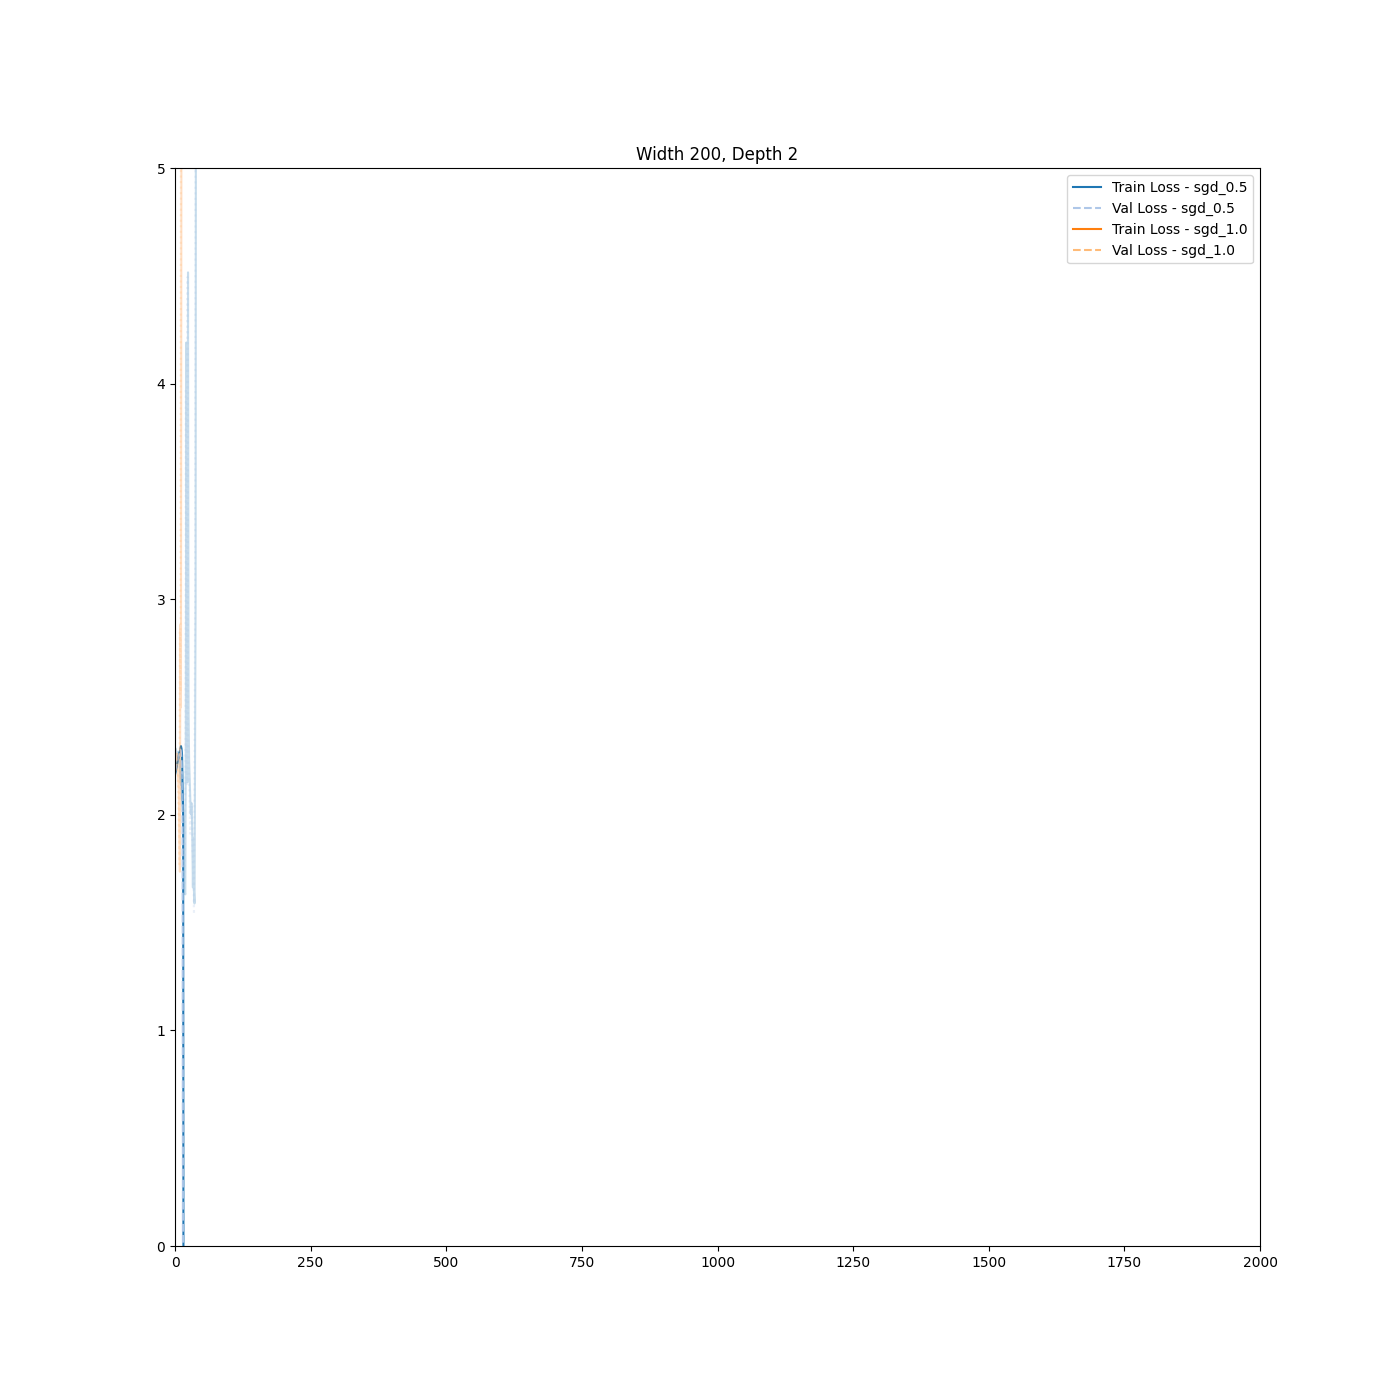 Width 200, Depth 2
5
4
3
2
1
0
Train Loss - sgd_0.5
Val Loss - sgd_0.5
Train Loss - sgd_1.0
Val Loss - sgd_1.0
0 250 500 750 1000 1250 1500 1750 2000